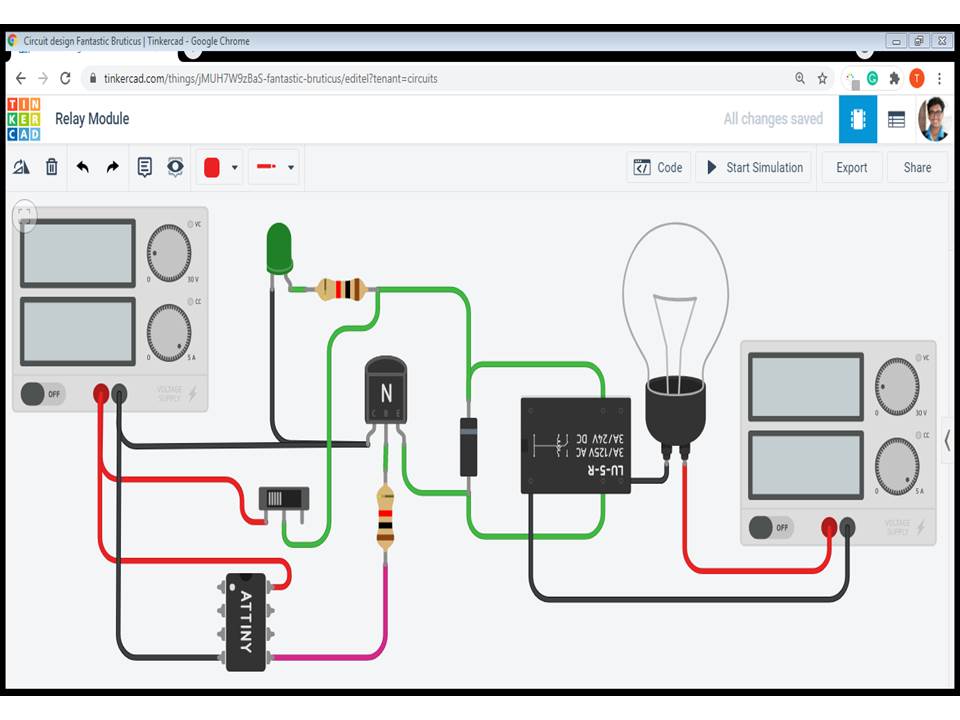 Circuit design Fantastic Bruticus | Tinkercad - Google Chrome
tinkercad.com/things/jMUH7W9zBaS-fantastic-bruticus/editel?tenant=circuits
T
TIN
KER
CAD
Relay Module
All changes saved
Code
Start Simulation
Export
Share
VC
0 30 V
CC
0 5 A
OFF
VOLTAGE
SUPPLY
N
C B E
LU-5-R
3A/125V AC
3A/24V DC
VC
0 30 V
CC
0 5 A
OFF
VOLTAGE
SUPPLY
ATTINY